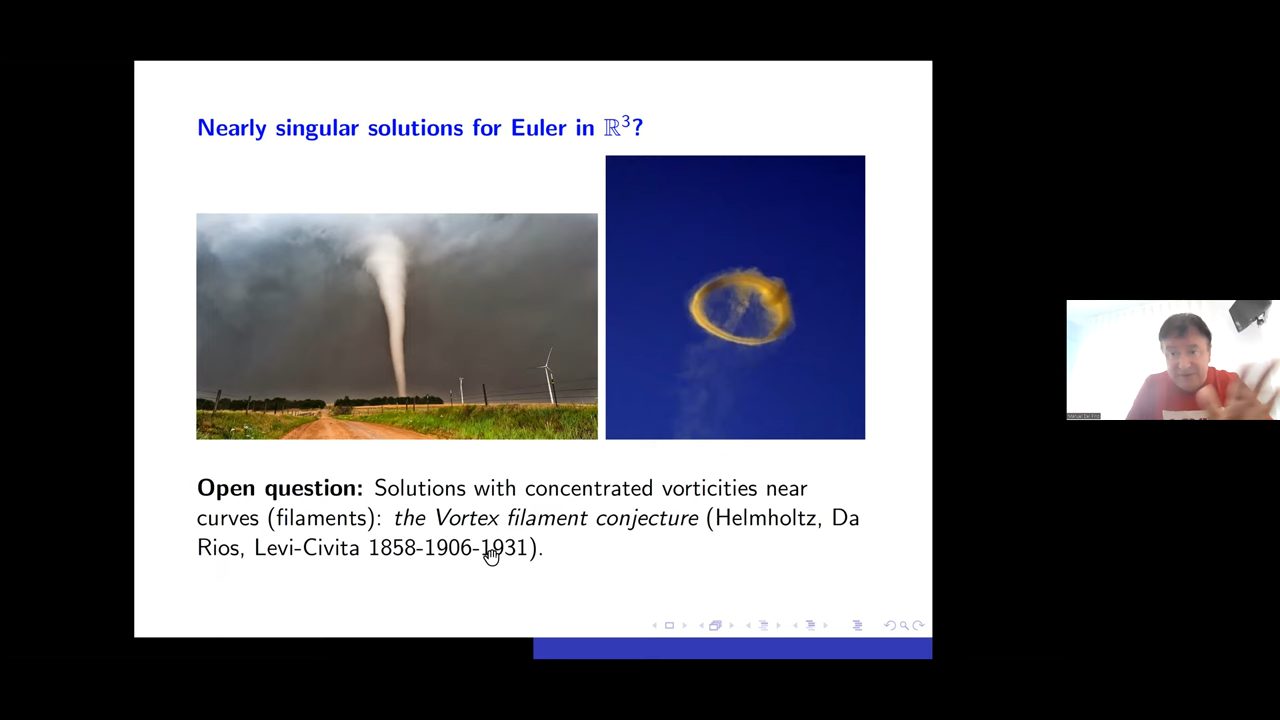 Nearly singular solutions for Euler in ℝ³?
Open question: Solutions with concentrated vorticities near
curves (filaments): the Vortex filament conjecture (Helmholtz, Da
Rios, Levi-Civita 1858-1906-1931).